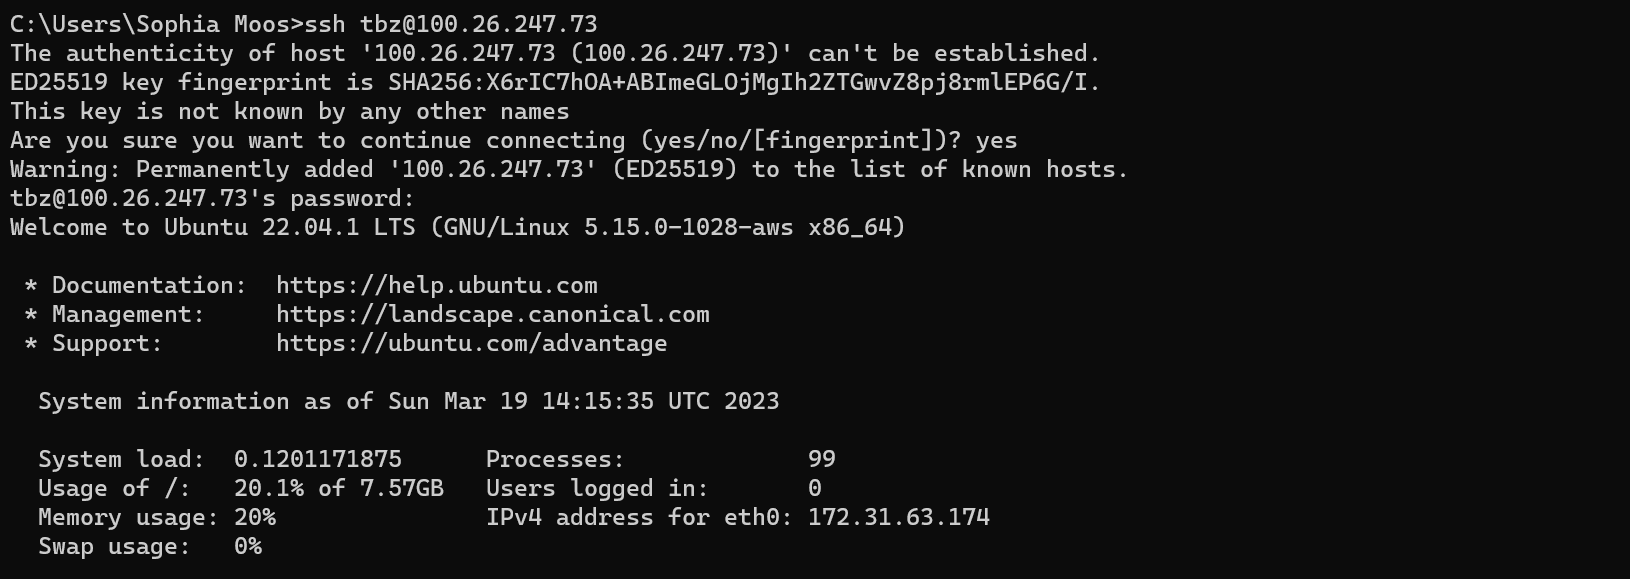 C:\Users\Sophia Moos>ssh tbz@100.26.247.73
The authenticity of host '100.26.247.73 (100.26.247.73)' can't be established.
ED25519 key fingerprint is SHA256:X6rIC7hOA+ABImeGLOjMgIh2ZTGwvZ8pj8rmlEP6G/I.
This key is not known by any other names
Are you sure you want to continue connecting (yes/no/[fingerprint])? yes
Warning: Permanently added '100.26.247.73' (ED25519) to the list of known hosts.
tbz@100.26.247.73's password:
Welcome to Ubuntu 22.04.1 LTS (GNU/Linux 5.15.0-1028-aws x86_64)
* Documentation:  https://help.ubuntu.com
* Management:     https://landscape.canonical.com
* Support:        https://ubuntu.com/advantage
System information as of Sun Mar 19 14:15:35 UTC 2023
System load:  0.1201171875      Processes:             99
Usage of /:   20.1% of 7.57GB   Users logged in:       0
Memory usage: 20%               IPv4 address for eth0: 172.31.63.174
Swap usage:   0%